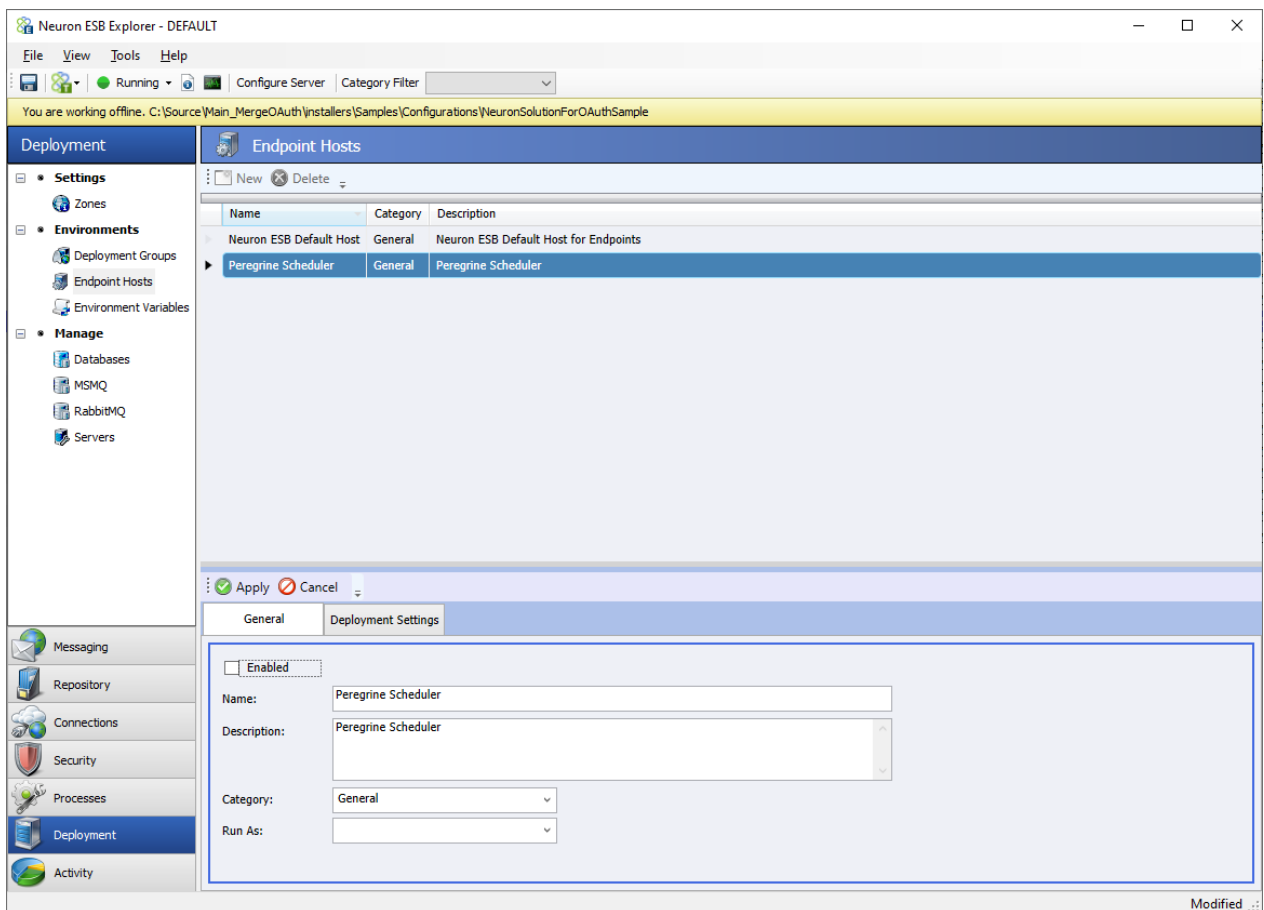 Neuron ESB Explorer - DEFAULT
File View Tools Help
Running Configure Server Category Filter
You are working offline. C:\Source\Main_MergeOAuth\installers\Samples\Configurations\NeuronSolutionForOAuthSample
Deployment
Settings
Zones
Environments
Deployment Groups
Endpoint Hosts
Environment Variables
Manage
Databases
MSMQ
RabbitMQ
Servers
Messaging
Repository
Connections
Security
Processes
Deployment
Activity
Endpoint Hosts
New Delete
Name Category Description
Neuron ESB Default Host General Neuron ESB Default Host for Endpoints
Peregrine Scheduler General Peregrine Scheduler
Apply Cancel
General Deployment Settings
Enabled
Name: Peregrine Scheduler
Description: Peregrine Scheduler
Category: General
Run As:
Modified